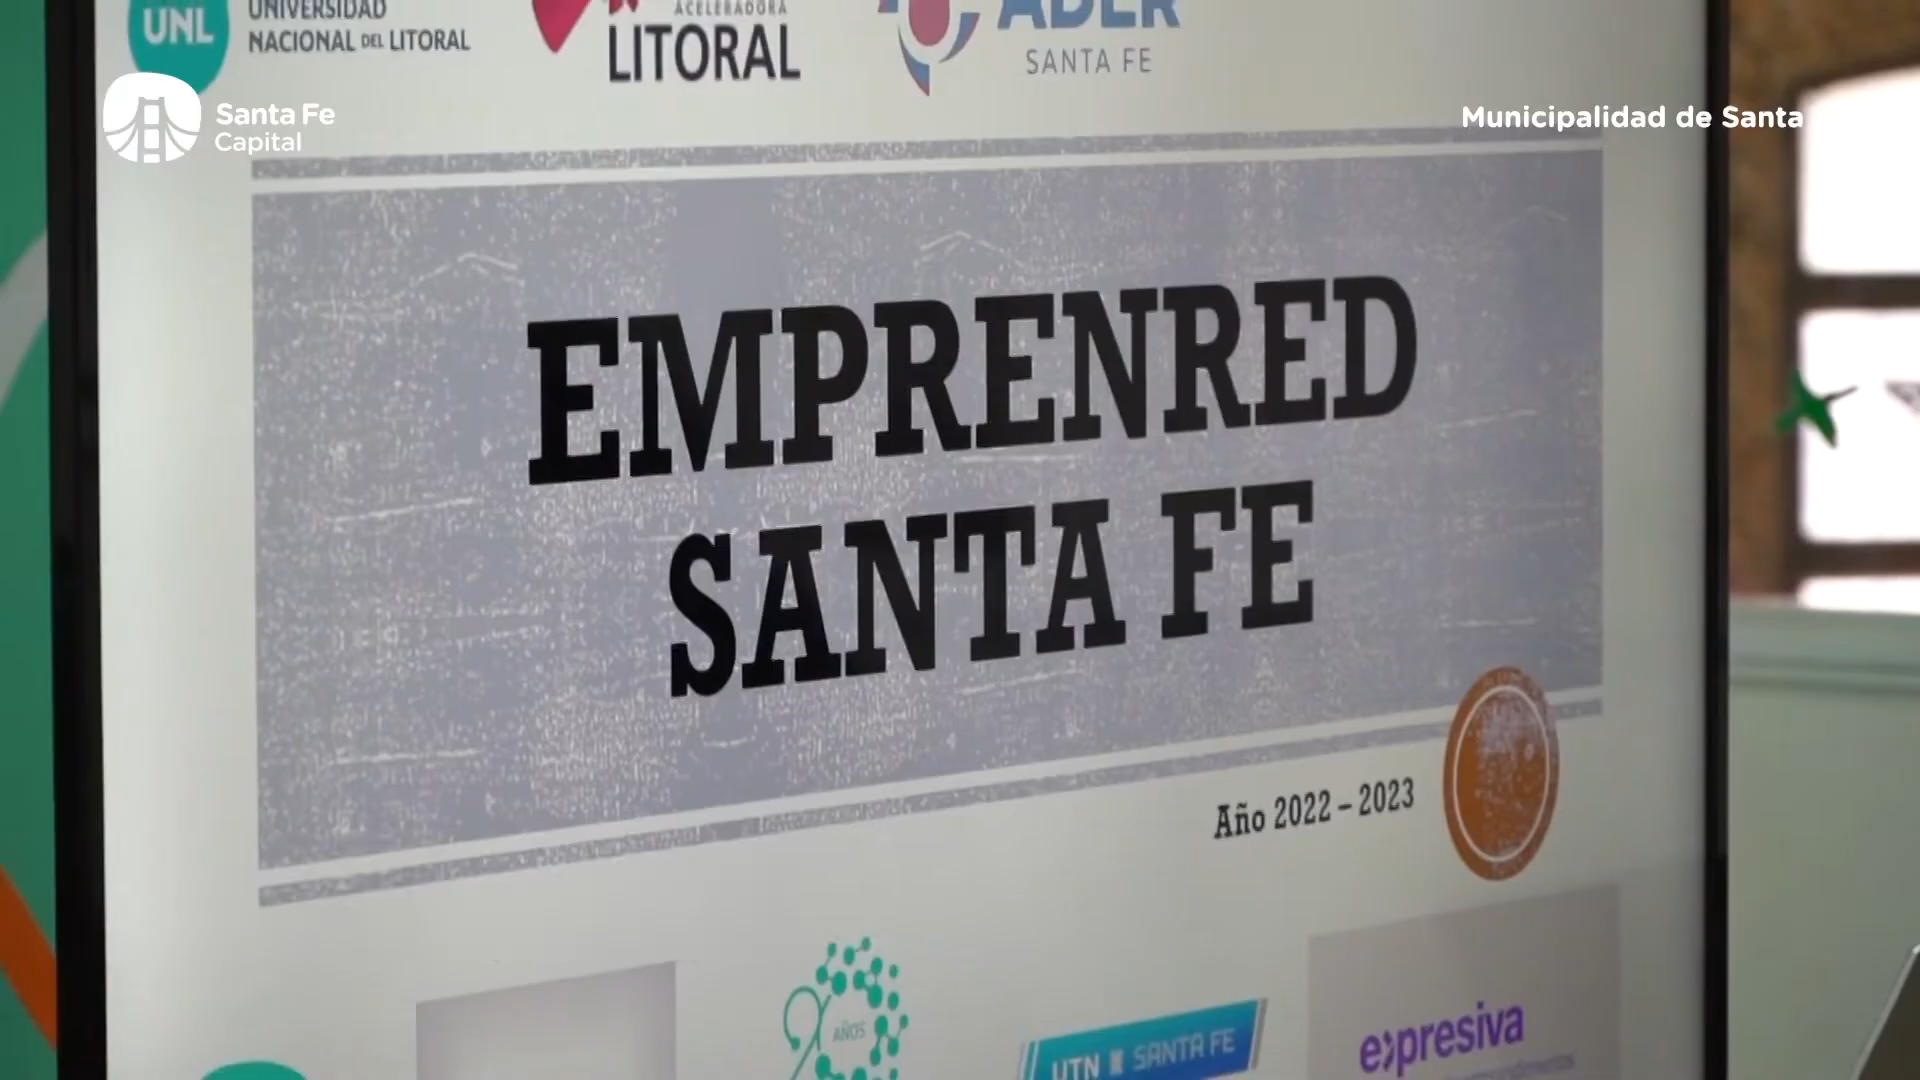 UNL
UNIVERSIDAD
NACIONAL DEL LITORAL
ACELERADORA
LITORAL
ADER
SANTA FE
Santa Fe
Capital
Municipalidad de Santa
EMPRENRED
SANTA FE
Año 2022 – 2023
AÑOS
UTN SANTA FE
expresiva